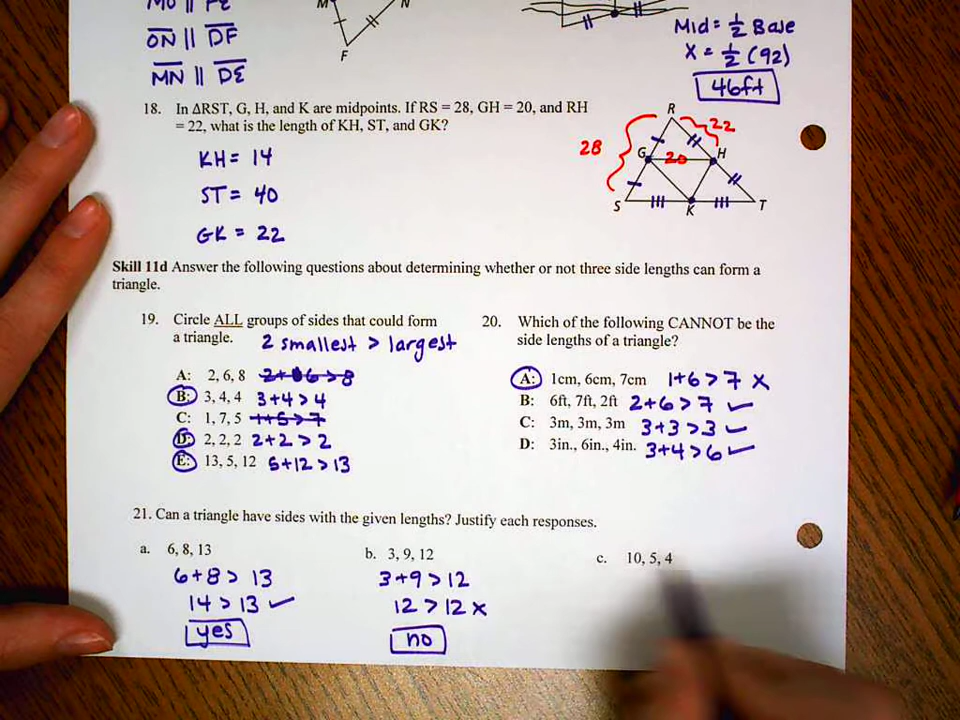 MO || FE
ON || DF
MN || DE
M
N
F
Mid = 1/2 Base
X = 1/2 (92)
46ft
18. In ΔRST, G, H, and K are midpoints. If RS = 28, GH = 20, and RH
= 22, what is the length of KH, ST, and GK?
KH = 14
ST = 40
GK = 22
R
22
28
G
20
H
S
K
T
Skill 11d Answer the following questions about determining whether or not three side lengths can form a
triangle.
19. Circle ALL groups of sides that could form
a triangle. 2 smallest > largest
A: 2, 6, 8 2+6>8
B: 3, 4, 4 3+4>4
C: 1, 7, 5 1+5>7
D: 2, 2, 2 2+2>2
E: 13, 5, 12 5+12>13
20. Which of the following CANNOT be the
side lengths of a triangle?
A: 1cm, 6cm, 7cm 1+6>7 x
B: 6ft, 7ft, 2ft 2+6>7 ✓
C: 3m, 3m, 3m 3+3>3 ✓
D: 3in., 6in., 4in. 3+4>6 ✓
21. Can a triangle have sides with the given lengths? Justify each responses.
a. 6, 8, 13
6+8> 13
14>13 ✓
yes
b. 3, 9, 12
3+9>12
12>12 x
no
c. 10, 5, 4